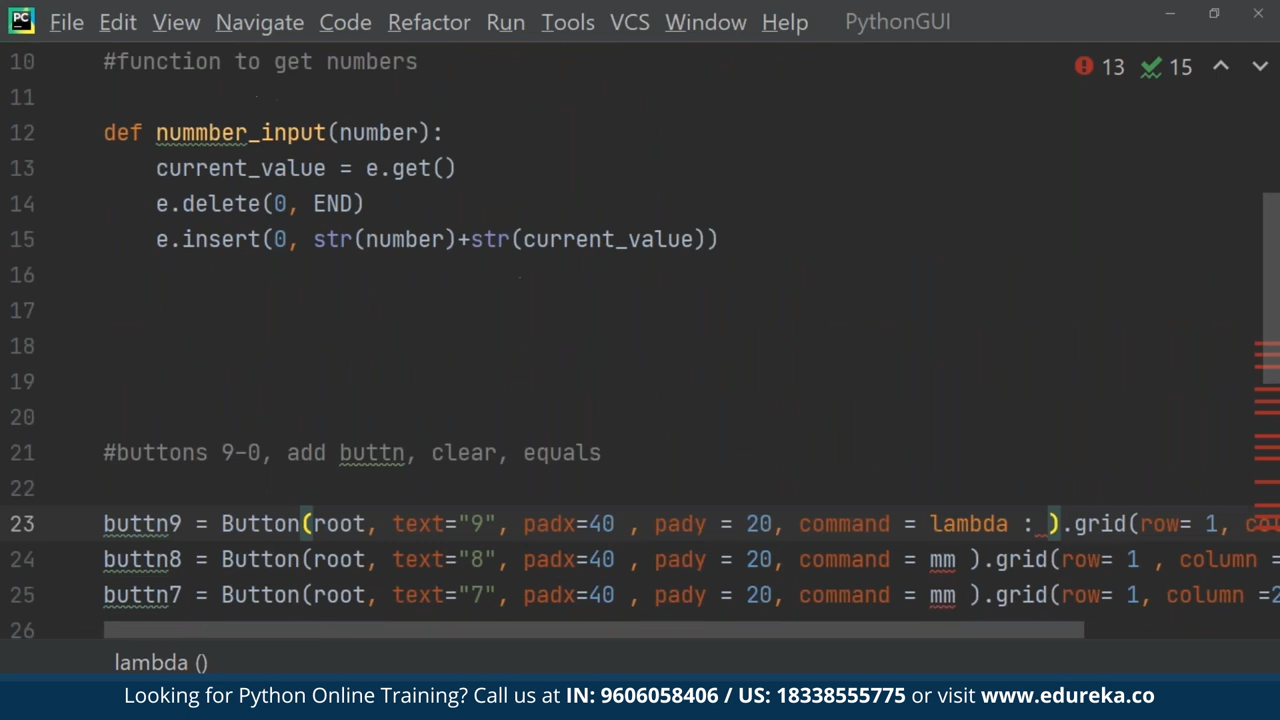 PC File Edit View Navigate Code Refactor Run Tools VCS Window Help PythonGUI
10 #function to get numbers
13 15
11
12 def nummber_input(number):
13 current_value = e.get()
14 e.delete(0, END)
15 e.insert(0, str(number)+str(current_value))
16
17
18
19
20
21 #buttons 9-0, add buttn, clear, equals
22
23 buttn9 = Button(root, text="9", padx=40 , pady = 20, command = lambda : ).grid(row= 1, co
24 buttn8 = Button(root, text="8", padx=40 , pady = 20, command = mm ).grid(row= 1 , column =
25 buttn7 = Button(root, text="7", padx=40 , pady = 20, command = mm ).grid(row= 1, column =2
26
lambda ()
Looking for Python Online Training? Call us at IN: 9606058406 / US: 18338555775 or visit www.edureka.co